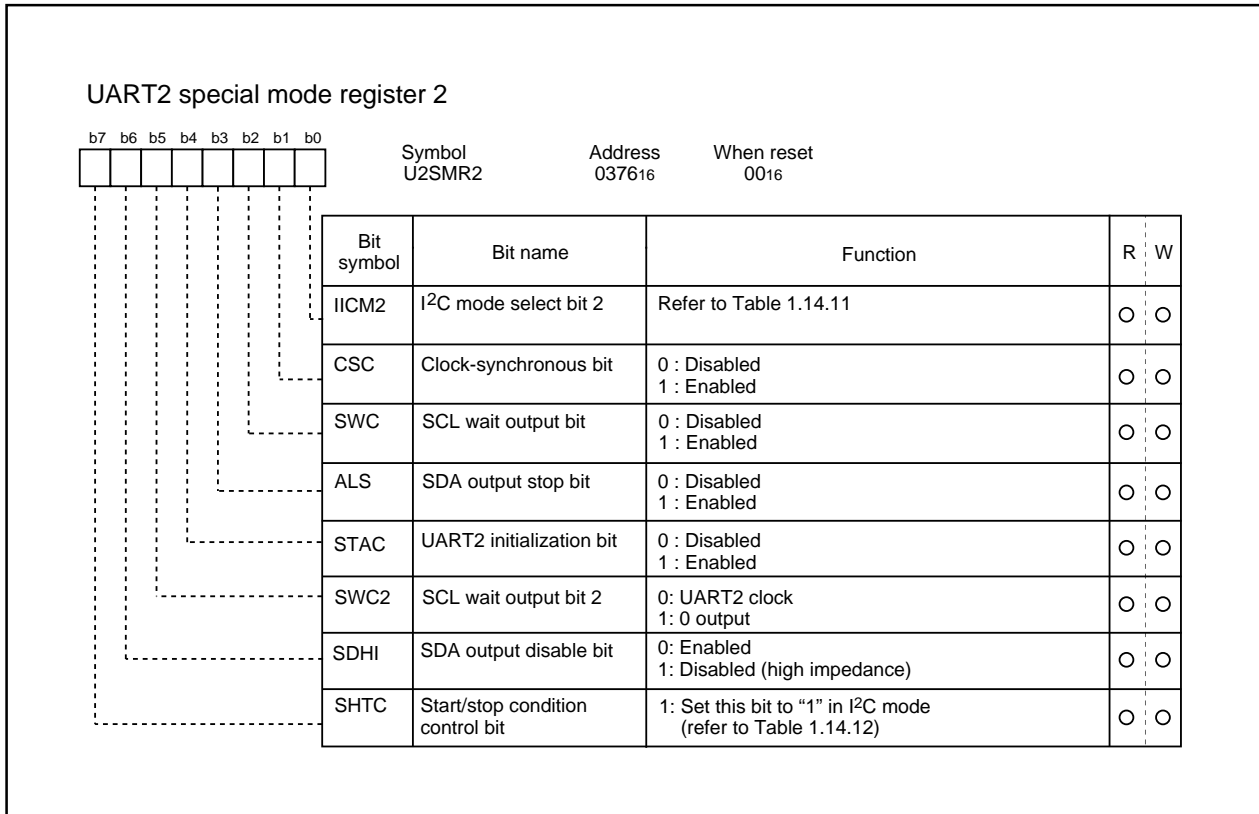 UART2 special mode register 2
b7 b6 b5 b4 b3 b2 b1 b0
Symbol Address When reset
U2SMR2 037616 0016
Bit symbol Bit name Function R W
IICM2 I2C mode select bit 2 Refer to Table 1.14.11 O O
CSC Clock-synchronous bit 0 : Disabled
1 : Enabled O O
SWC SCL wait output bit 0 : Disabled
1 : Enabled O O
ALS SDA output stop bit 0 : Disabled
1 : Enabled O O
STAC UART2 initialization bit 0 : Disabled
1 : Enabled O O
SWC2 SCL wait output bit 2 0: UART2 clock
1: 0 output O O
SDHI SDA output disable bit 0: Enabled
1: Disabled (high impedance) O O
SHTC Start/stop condition control bit 1: Set this bit to “1” in I2C mode
(refer to Table 1.14.12) O O